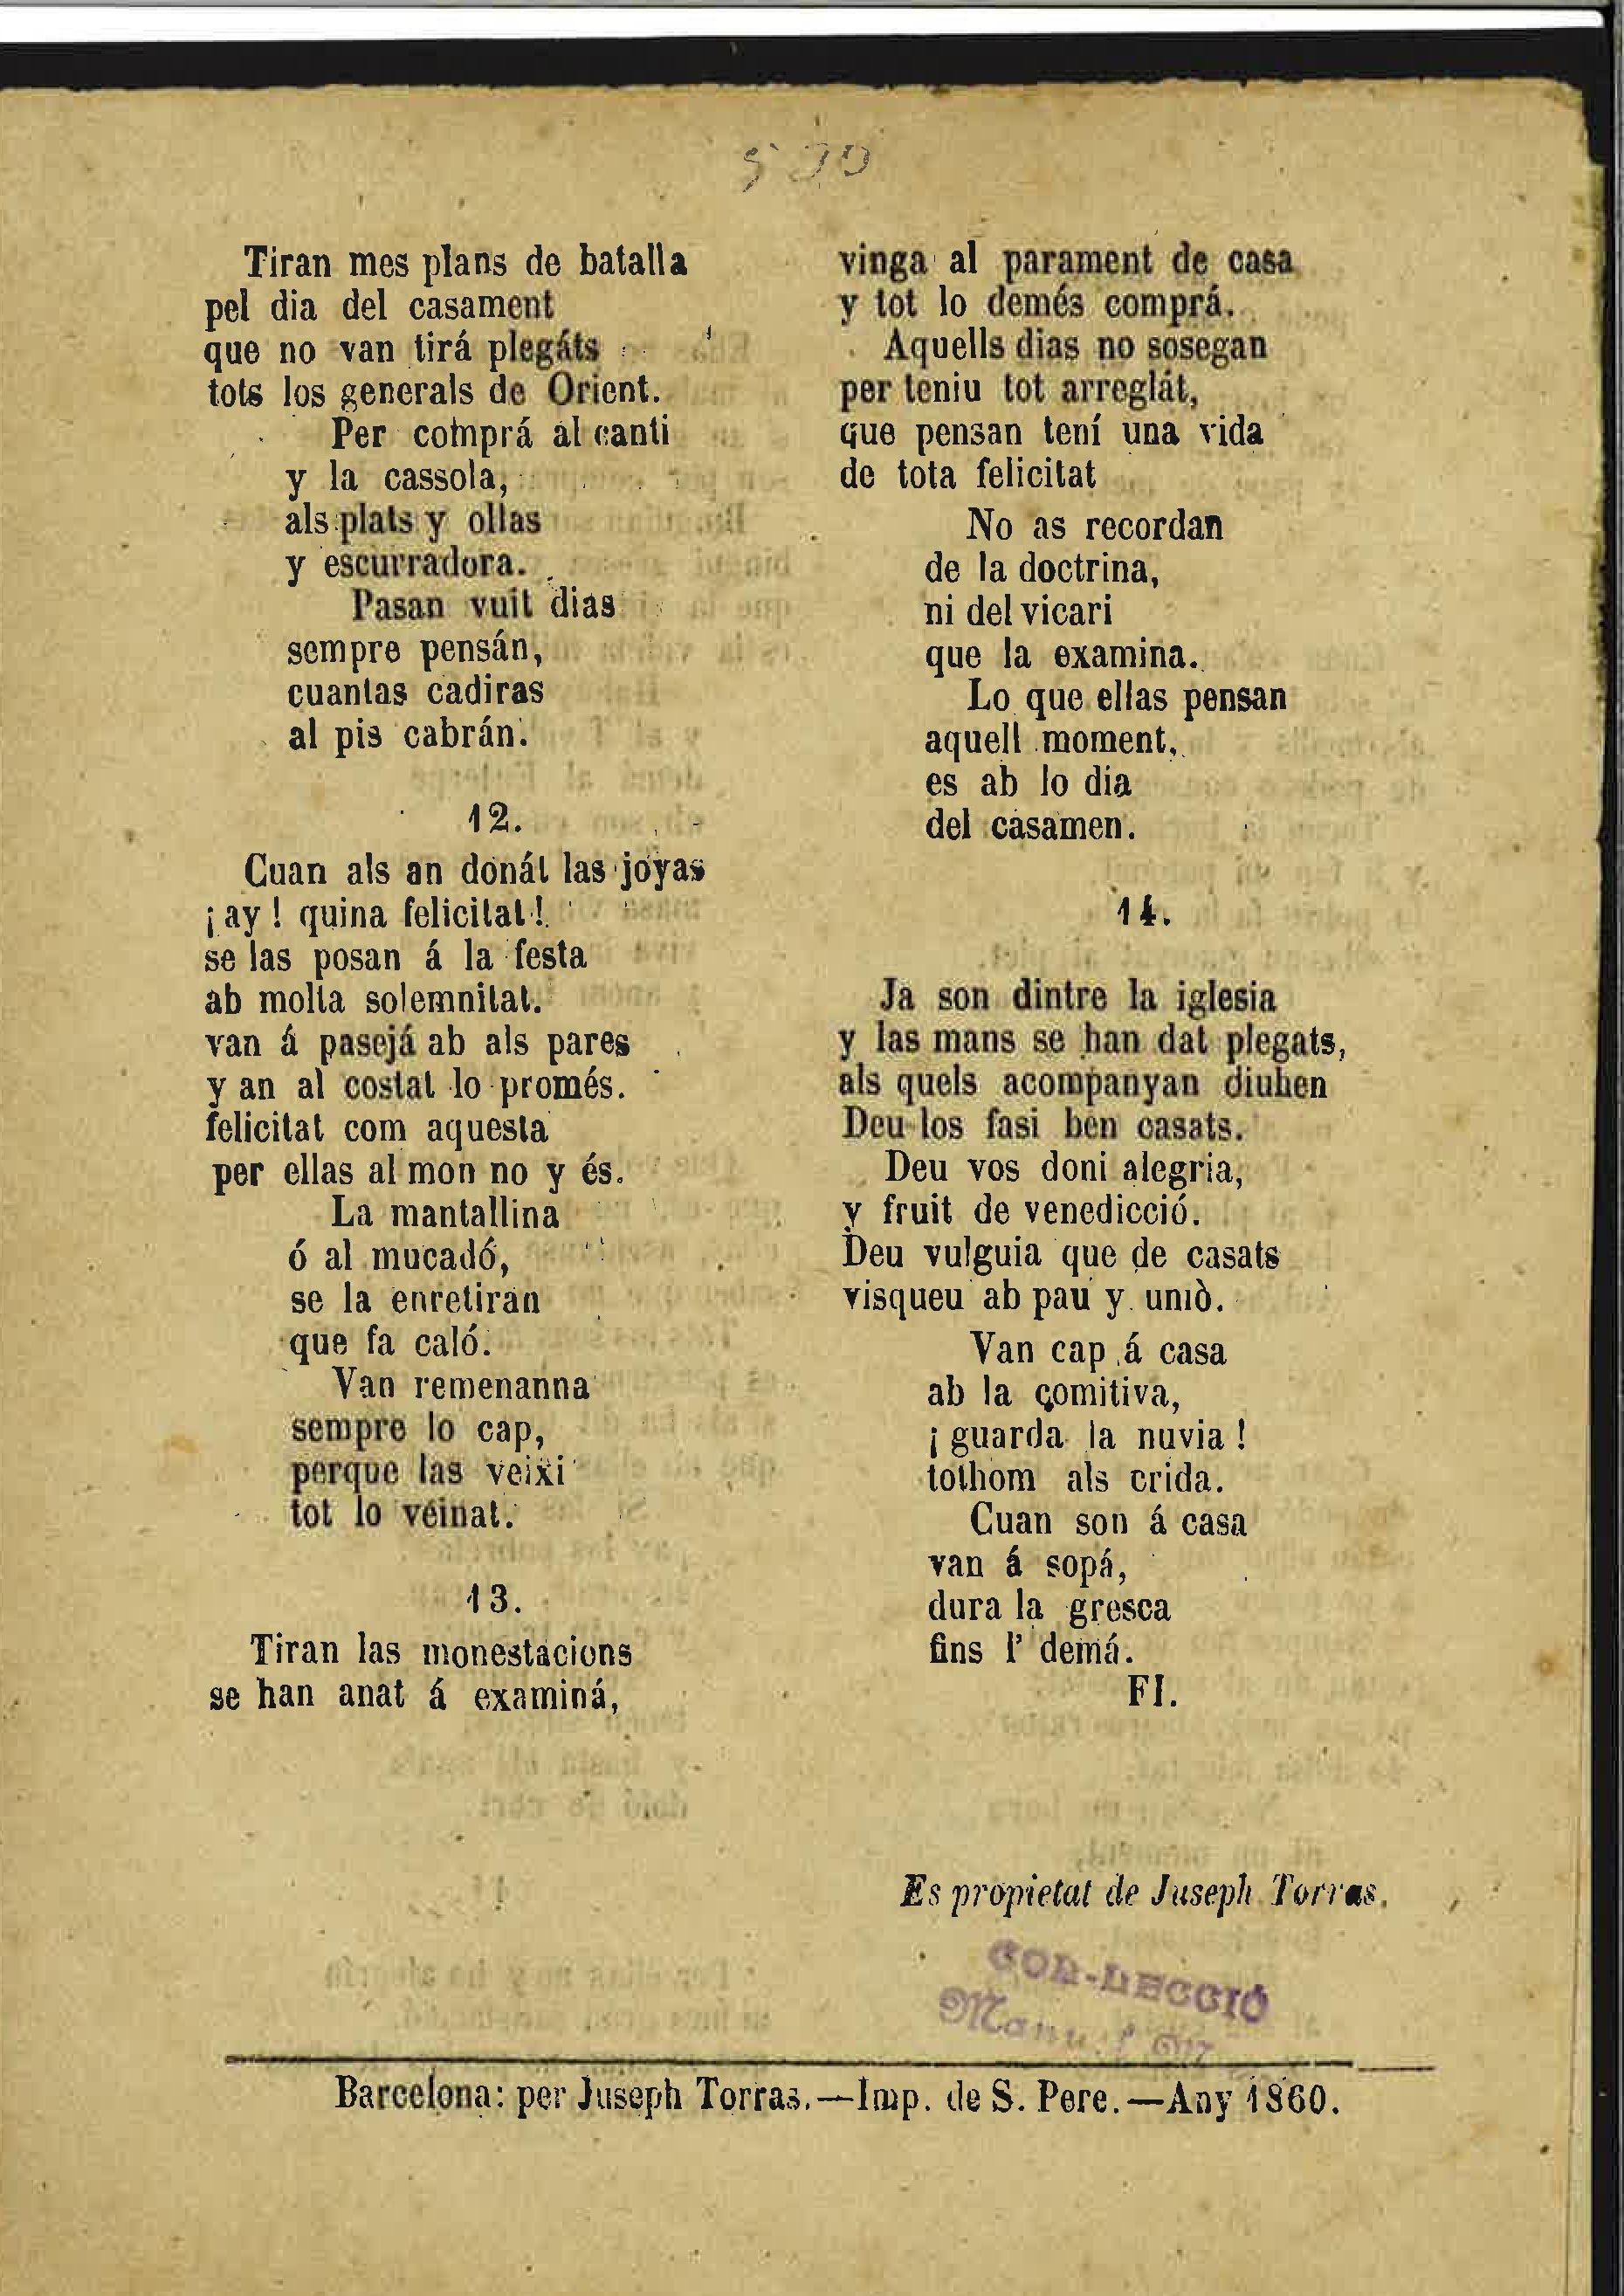 Tiran mes plans de batalla
pel dia del casament
que no van tirá plegáts
tots los generals de Orient.
Per comprá al canti
y la cassola,
als plats y ollas
y escurradora.
Pasan vuit dias
sempre pensán,
cuantas cadiras
al pis cabrán.
12.
Cuan als an donát las joyas
¡ay! quina felicitat!
se las posan á la festa
ab molta solemnitat.
van á pasejá ab als pares
y an al costat lo promés.
felicitat com aquesta
per ellas al mon no y és.
La mantallina
ó al mucadó,
se la enretiran
que fa caló.
Van remenanna
sempre lo cap,
perque las veixi
tot lo veinat.
13.
Tiran las monestacions
se han anat á examiná,
vinga al parament de casa
y tot lo demés comprá.
Aquells dias no sosegan
per teniu tot arreglát,
que pensan tení una vida
de tota felicitat
No as recordan
de la doctrina,
ni del vicari
que la examina.
Lo que ellas pensan
aquell moment,
es ab lo dia
del casamen.
14.
Ja son dintre la iglesia
y las mans se han dat plegats,
als quels acompanyan diuhen
Deu los fasi ben casats.
Deu vos doni alegria,
y fruit de venedicció.
Deu vulguia que de casats
visqueu ab pau y uniò.
Van cap á casa
ab la comitiva,
¡guarda la nuvia!
tothom als crida.
Cuan son á casa
van á sopá,
dura la gresca
fins l' demá.
FI.
Es propietat de Juseph Torras.
COL-LECCIÓ
Barcelona: per Juseph Torras.—Imp. de S. Pere.—Any 1860.